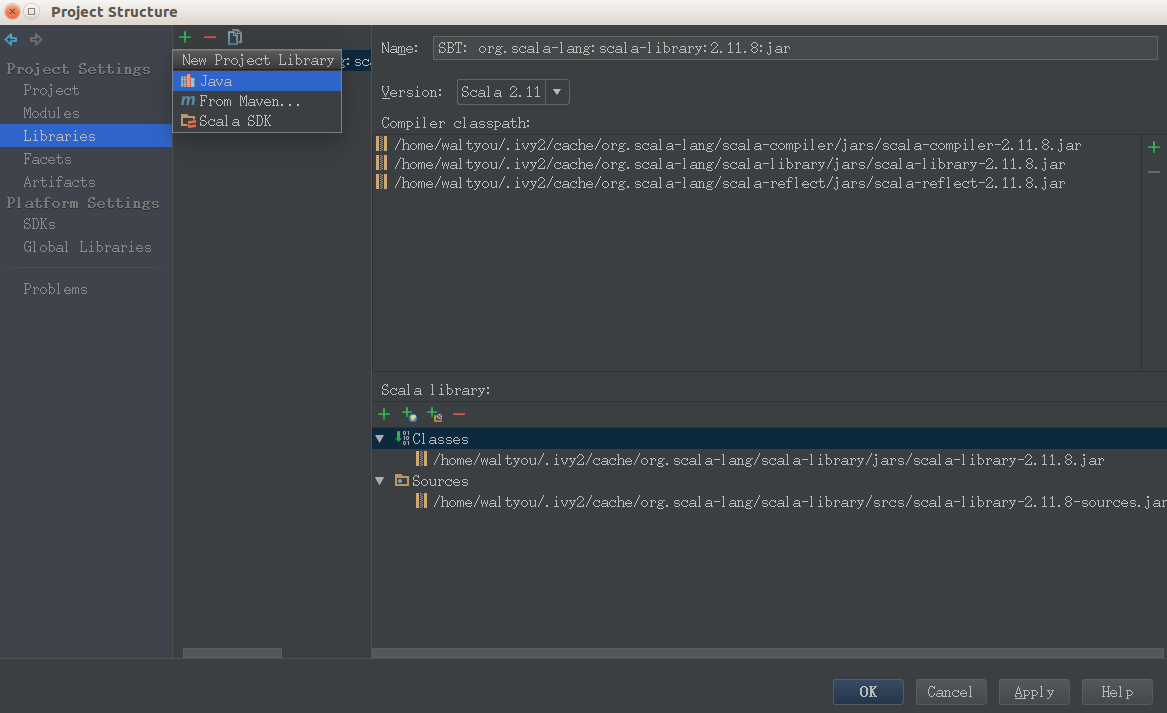 Project Structure
Project Settings
Project
Modules
Libraries
Facets
Artifacts
Platform Settings
SDKs
Global Libraries
Problems
New Project Library
Java
From Maven...
Scala SDK
Name: SBT: org.scala-lang:scala-library:2.11.8:jar
Version: Scala 2.11
Compiler classpath:
/home/waltyou/.ivy2/cache/org.scala-lang/scala-compiler/jars/scala-compiler-2.11.8.jar
/home/waltyou/.ivy2/cache/org.scala-lang/scala-library/jars/scala-library-2.11.8.jar
/home/waltyou/.ivy2/cache/org.scala-lang/scala-reflect/jars/scala-reflect-2.11.8.jar
Scala library:
Classes
/home/waltyou/.ivy2/cache/org.scala-lang/scala-library/jars/scala-library-2.11.8.jar
Sources
/home/waltyou/.ivy2/cache/org.scala-lang/scala-library/srcs/scala-library-2.11.8-sources.jar
OK Cancel Apply Help